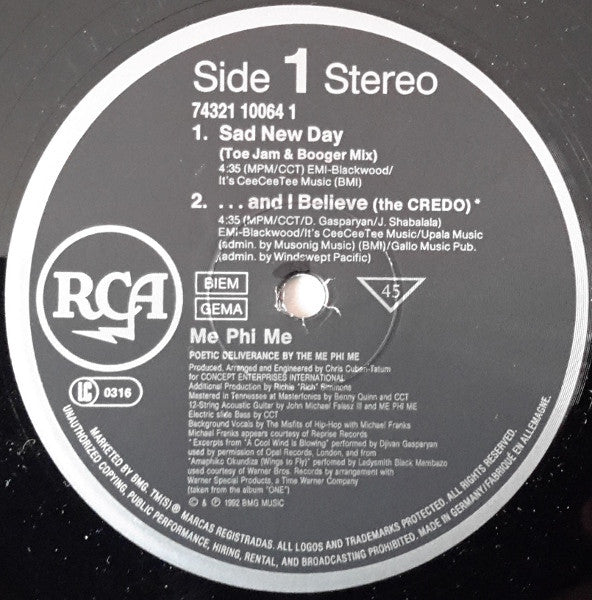 Side 1 Stereo
74321 10064 1
1. Sad New Day
(Toe Jam & Booger Mix)
4:35 (MPM/CCT) EMI-Blackwood/
It's CeeCeeTee Music (BMI)
2. ...and I Believe (the CREDO)*
4:35 (MPM/CCT/D. Gasparyan/J. Shabalala)
EMI-Blackwood/It's CeeCeeTee Music/Upala Music
(admin. by Musonig Music) (BMI)/Gallo Music Pub.
(admin. by Windswept Pacific)
RCA
BIEM
GEMA
45
Me Phi Me
POETIC DELIVERANCE BY THE ME PHI ME
Produced, Arranged and Engineered by Chris Cuben-Tatum
for CONCEPT ENTERPRISES INTERNATIONAL
Additional Production by Richie "Rich" Simmons
Mastered in Tennessee at Masterfonics by Benny Quinn and CCT
12-String Acoustic Guitar by John Michael Falasz III and ME PHI ME
Electric slide Bass by CCT
Background Vocals by The Misfits of Hip-Hop with Michael Franks
Michael Franks appears courtesy of Reprise Records
* Excerpts from "A Cool Wind is Blowing" performed by Djivan Gasparyan
used by permission of Opal Records, London, and from
"Amaphiko Okundiza (Wings to Fly)" performed by Ladysmith Black Mambazo
used courtesy of Warner Bros. Records by arrangement with
Warner Special Products, a Time Warner Company
(taken from the album "ONE")
© & ℗ 1992 BMG MUSIC
LC 0316
MARKETED BY BMG. TM(S) ® MARCAS REGISTRADAS. ALL LOGOS AND TRADEMARKS PROTECTED. ALL RIGHTS RESERVED.
UNAUTHORIZED COPYING, PUBLIC PERFORMANCE, HIRING, RENTAL, AND BROADCASTING PROHIBITED. MADE IN GERMANY/FABRIQUÉ EN ALLEMAGNE.